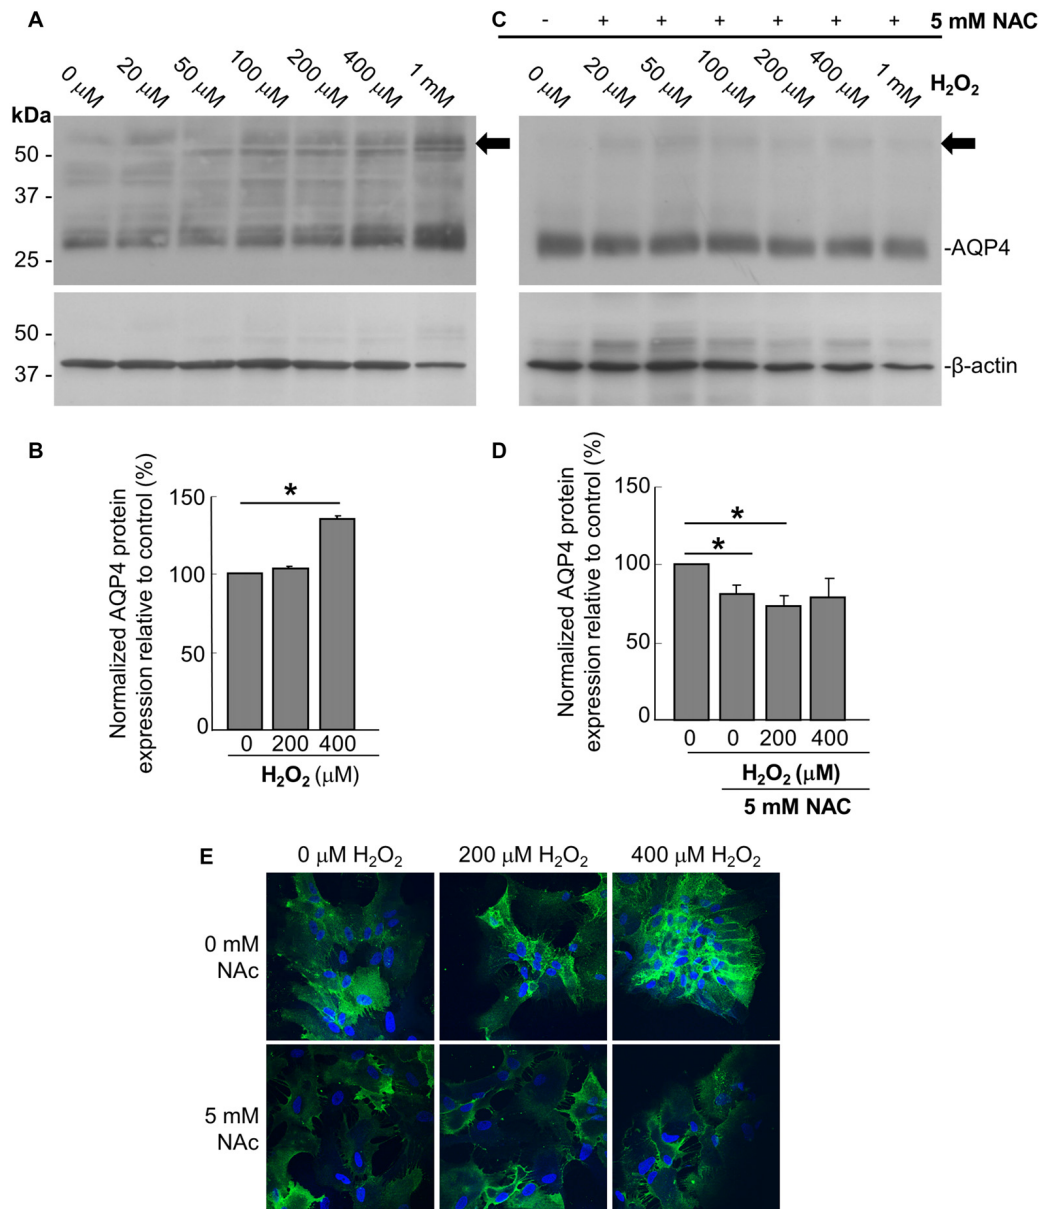 A
0 μM 20 μM 50 μM 100 μM 200 μM 400 μM 1 mM
kDa
50 -
37 -
25 -
50 -
37 -
C - + + + + + + 5 mM NAC
0 μM 20 μM 50 μM 100 μM 200 μM 400 μM 1 mM H₂O₂
-AQP4
-β-actin
B
Normalized AQP4 protein
expression relative to control (%)
150
100
50
0
*
0 200 400
H₂O₂ (μM)
D
Normalized AQP4 protein
expression relative to control (%)
150
100
50
0
*
*
0 0 200 400
H₂O₂ (μM)
5 mM NAC
E 0 μM H₂O₂ 200 μM H₂O₂ 400 μM H₂O₂
0 mM
NAc
5 mM
NAc